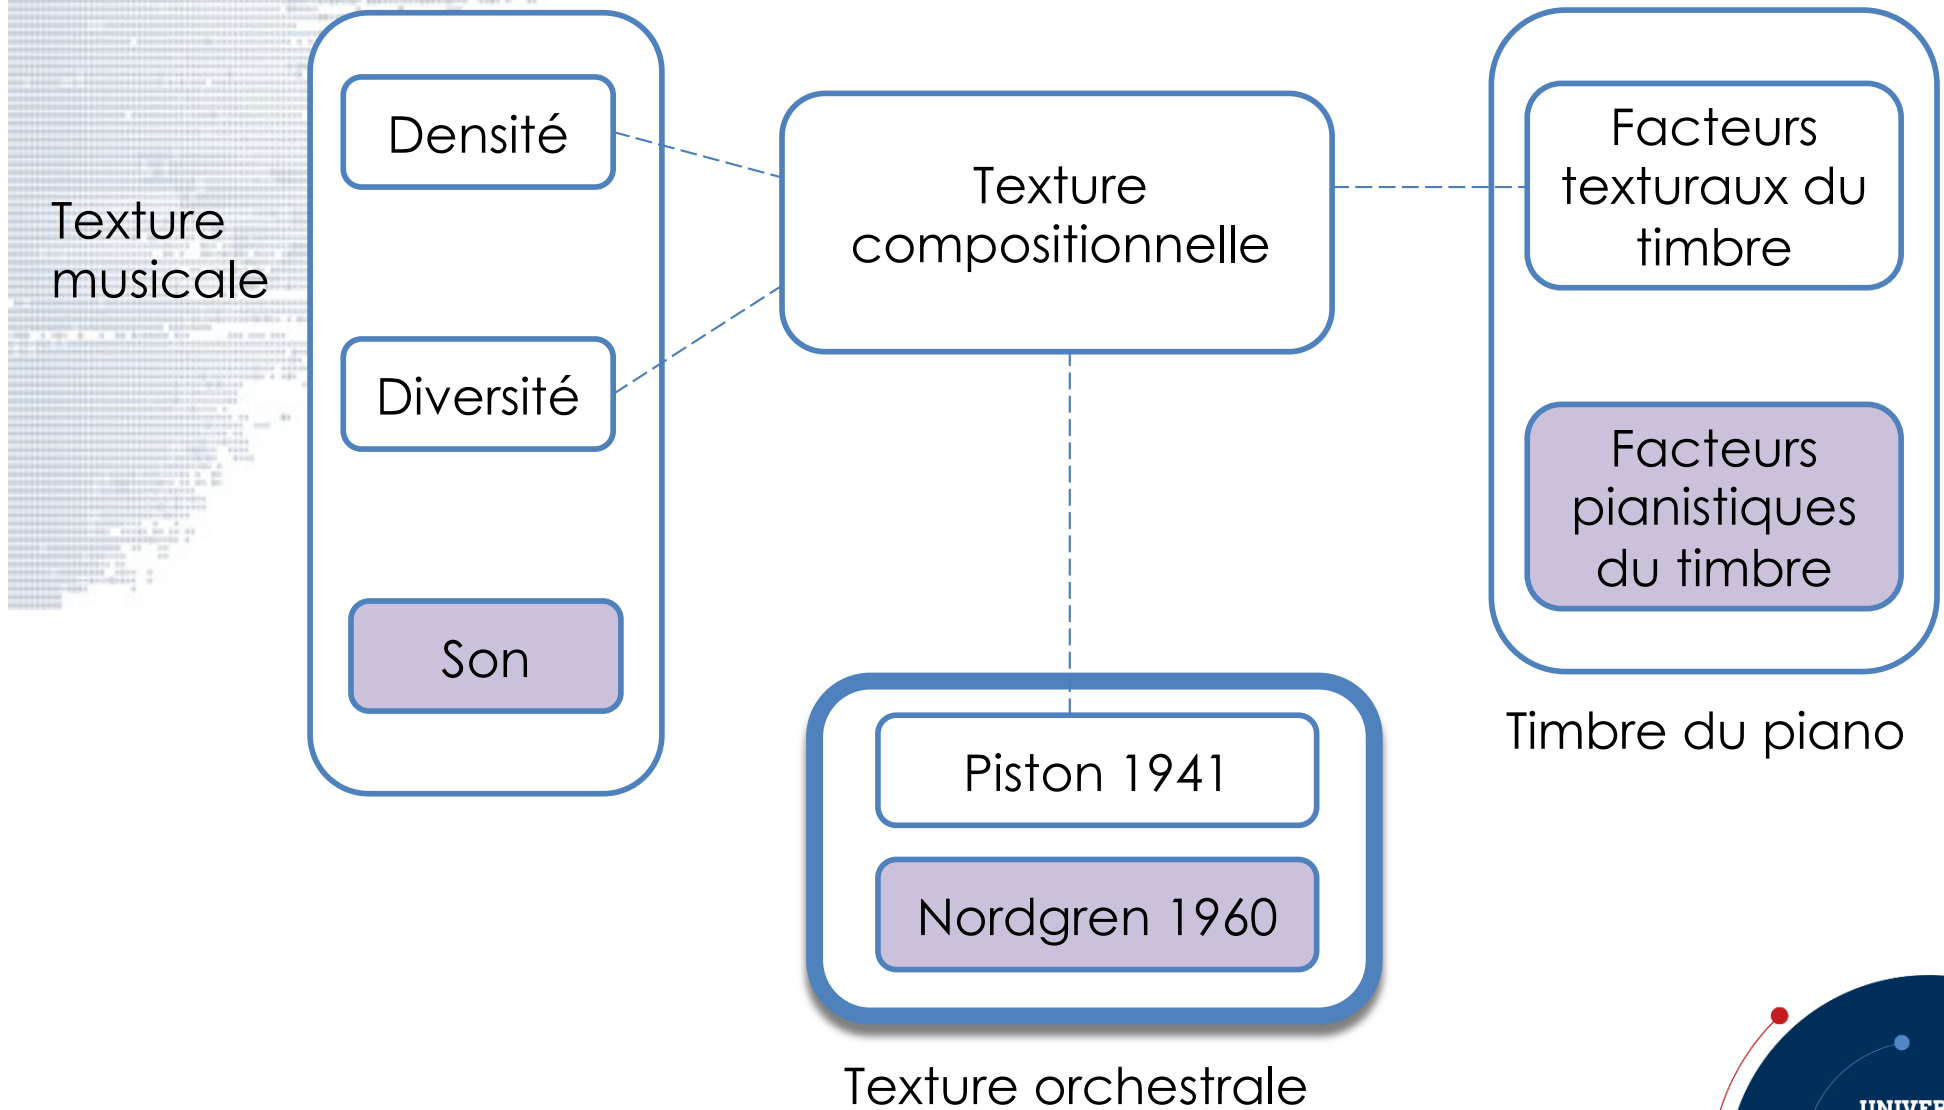 Texture
musicale
Densité
Diversité
Son
Texture
compositionnelle
Facteurs
texturaux du
timbre
Facteurs
pianistiques
du timbre
Timbre du piano
Piston 1941
Nordgren 1960
Texture orchestrale